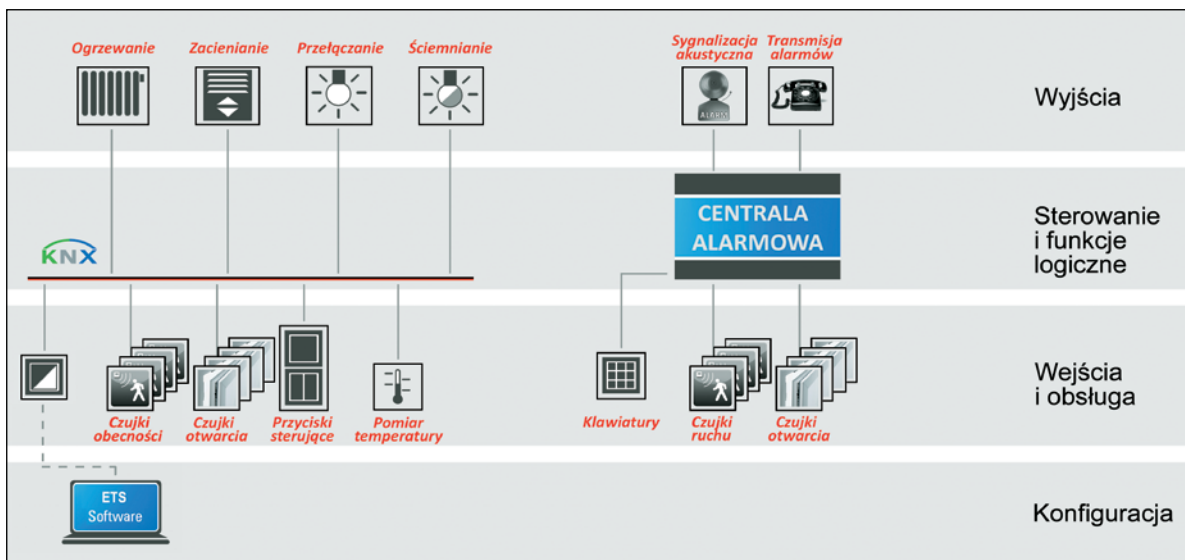 Ogrzewanie
Zacienianie
Przełączanie
Ściemnianie
Sygnalizacja
akustyczna
Transmisja
alarmów
ALARM
Wyjścia
KNX
CENTRALA
ALARMOWA
Sterowanie
i funkcje
logiczne
Czujki
obecności
Czujki
otwarcia
Przyciski
sterujące
Pomiar
temperatury
Klawiatury
Czujki
ruchu
Czujki
otwarcia
Wejścia
i obsługa
ETS
Software
Konfiguracja